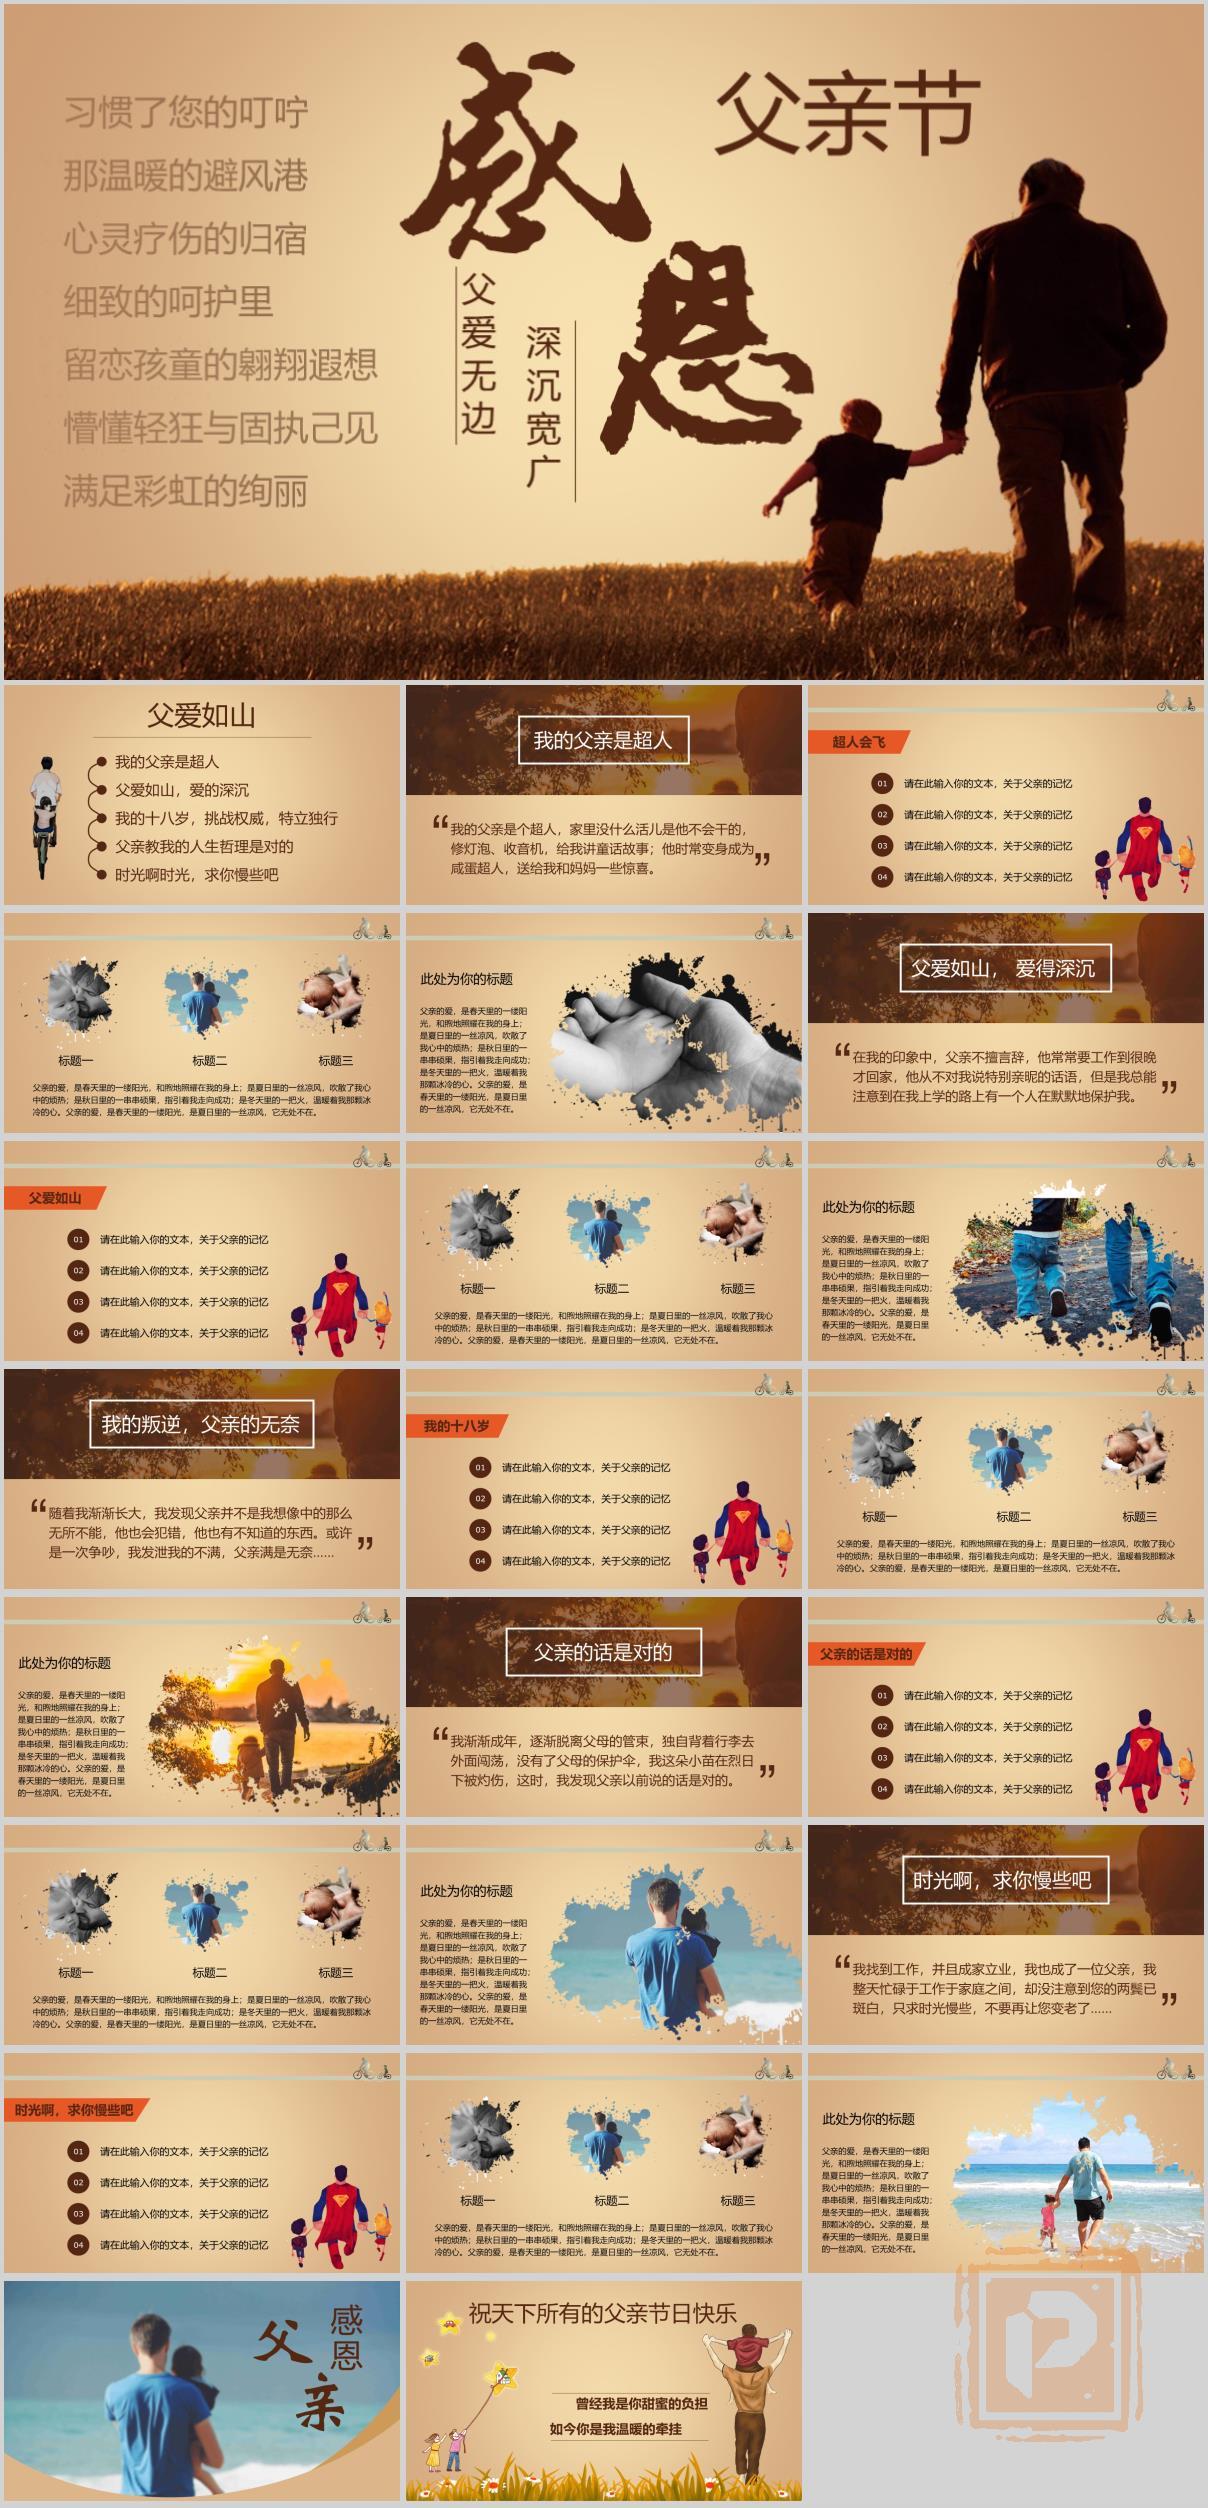 习惯了您的叮咛
那温暖的避风港
心灵疗伤的归宿
细致的呵护里
留恋孩童的翱翔遐想
懵懂轻狂与固执己见
满足彩虹的绚丽
感恩
父亲节
父爱无边
深沉宽广
父爱如山
我的父亲是超人
父爱如山，爱的深沉
我的十八岁，挑战权威，特立独行
父亲教我的人生哲理是对的
时光啊时光，求你慢些吧
我的父亲是超人
“我的父亲是个超人，家里没什么活儿是他不会干的，
修灯泡、收音机，给我讲童话故事；他时常变身成为
咸蛋超人，送给我和妈妈一些惊喜。”
超人会飞
01 请在此输入你的文本，关于父亲的记忆
02 请在此输入你的文本，关于父亲的记忆
03 请在此输入你的文本，关于父亲的记忆
04 请在此输入你的文本，关于父亲的记忆
标题一 标题二 标题三
父亲的爱，是春天里的一缕阳光，和煦地照耀在我的身上；是夏日里的一丝凉风，吹散了我心
中的烦热；是秋日里的一串串硕果，指引着我走向成功；是冬天里的一把火，温暖着我那颗冰
冷的心。父亲的爱，是春天里的一缕阳光，是夏日里的一丝凉风，它无处不在。
此处为你的标题
父亲的爱，是春天里的一缕阳
光，和煦地照耀在我的身上；
是夏日里的一丝凉风，吹散了
我心中的烦热；是秋日里的一
串串硕果，指引着我走向成功；
是冬天里的一把火，温暖着我
那颗冰冷的心。父亲的爱，是
春天里的一缕阳光，是夏日里
的一丝凉风，它无处不在。
父爱如山， 爱得深沉
“在我的印象中，父亲不擅言辞，他常常要工作到很晚
才回家，他从不对我说特别亲昵的话语，但是我总能
注意到在我上学的路上有一个人在默默地保护我。”
父爱如山
01 请在此输入你的文本，关于父亲的记忆
02 请在此输入你的文本，关于父亲的记忆
03 请在此输入你的文本，关于父亲的记忆
04 请在此输入你的文本，关于父亲的记忆
标题一 标题二 标题三
父亲的爱，是春天里的一缕阳光，和煦地照耀在我的身上；是夏日里的一丝凉风，吹散了我心
中的烦热；是秋日里的一串串硕果，指引着我走向成功；是冬天里的一把火，温暖着我那颗冰
冷的心。父亲的爱，是春天里的一缕阳光，是夏日里的一丝凉风，它无处不在。
此处为你的标题
父亲的爱，是春天里的一缕阳
光，和煦地照耀在我的身上；
是夏日里的一丝凉风，吹散了
我心中的烦热；是秋日里的一
串串硕果，指引着我走向成功；
是冬天里的一把火，温暖着我
那颗冰冷的心。父亲的爱，是
春天里的一缕阳光，是夏日里
的一丝凉风，它无处不在。
我的叛逆，父亲的无奈
“随着我渐渐长大，我发现父亲并不是我想像中的那么
无所不能，他也会犯错，他也有不知道的东西。或许
是一次争吵，我发泄我的不满，父亲满是无奈......”
我的十八岁
01 请在此输入你的文本，关于父亲的记忆
02 请在此输入你的文本，关于父亲的记忆
03 请在此输入你的文本，关于父亲的记忆
04 请在此输入你的文本，关于父亲的记忆
标题一 标题二 标题三
父亲的爱，是春天里的一缕阳光，和煦地照耀在我的身上；是夏日里的一丝凉风，吹散了我心
中的烦热；是秋日里的一串串硕果，指引着我走向成功；是冬天里的一把火，温暖着我那颗冰
冷的心。父亲的爱，是春天里的一缕阳光，是夏日里的一丝凉风，它无处不在。
此处为你的标题
父亲的爱，是春天里的一缕阳
光，和煦地照耀在我的身上；
是夏日里的一丝凉风，吹散了
我心中的烦热；是秋日里的一
串串硕果，指引着我走向成功；
是冬天里的一把火，温暖着我
那颗冰冷的心。父亲的爱，是
春天里的一缕阳光，是夏日里
的一丝凉风，它无处不在。
父亲的话是对的
“我渐渐成年，逐渐脱离父母的管束，独自背着行李去
外面闯荡，没有了父母的保护伞，我这朵小苗在烈日
下被灼伤，这时，我发现父亲以前说的话是对的。”
父亲的话是对的
01 请在此输入你的文本，关于父亲的记忆
02 请在此输入你的文本，关于父亲的记忆
03 请在此输入你的文本，关于父亲的记忆
04 请在此输入你的文本，关于父亲的记忆
标题一 标题二 标题三
父亲的爱，是春天里的一缕阳光，和煦地照耀在我的身上；是夏日里的一丝凉风，吹散了我心
中的烦热；是秋日里的一串串硕果，指引着我走向成功；是冬天里的一把火，温暖着我那颗冰
冷的心。父亲的爱，是春天里的一缕阳光，是夏日里的一丝凉风，它无处不在。
此处为你的标题
父亲的爱，是春天里的一缕阳
光，和煦地照耀在我的身上；
是夏日里的一丝凉风，吹散了
我心中的烦热；是秋日里的一
串串硕果，指引着我走向成功；
是冬天里的一把火，温暖着我
那颗冰冷的心。父亲的爱，是
春天里的一缕阳光，是夏日里
的一丝凉风，它无处不在。
时光啊，求你慢些吧
“我找到工作，并且成家立业，我也成了一位父亲，我
整天忙碌于工作于家庭之间，却没注意到您的两鬓已
斑白，只求时光慢些，不要再让您变老了......”
时光啊，求你慢些吧
01 请在此输入你的文本，关于父亲的记忆
02 请在此输入你的文本，关于父亲的记忆
03 请在此输入你的文本，关于父亲的记忆
04 请在此输入你的文本，关于父亲的记忆
标题一 标题二 标题三
父亲的爱，是春天里的一缕阳光，和煦地照耀在我的身上；是夏日里的一丝凉风，吹散了我心
中的烦热；是秋日里的一串串硕果，指引着我走向成功；是冬天里的一把火，温暖着我那颗冰
冷的心。父亲的爱，是春天里的一缕阳光，是夏日里的一丝凉风，它无处不在。
此处为你的标题
父亲的爱，是春天里的一缕阳
光，和煦地照耀在我的身上；
是夏日里的一丝凉风，吹散了
我心中的烦热；是秋日里的一
串串硕果，指引着我走向成功；
是冬天里的一把火，温暖着我
那颗冰冷的心。父亲的爱，是
春天里的一缕阳光，是夏日里
的一丝凉风，它无处不在。
感恩
父亲
祝天下所有的父亲节日快乐
曾经我是你甜蜜的负担
如今你是我温暖的牵挂
P